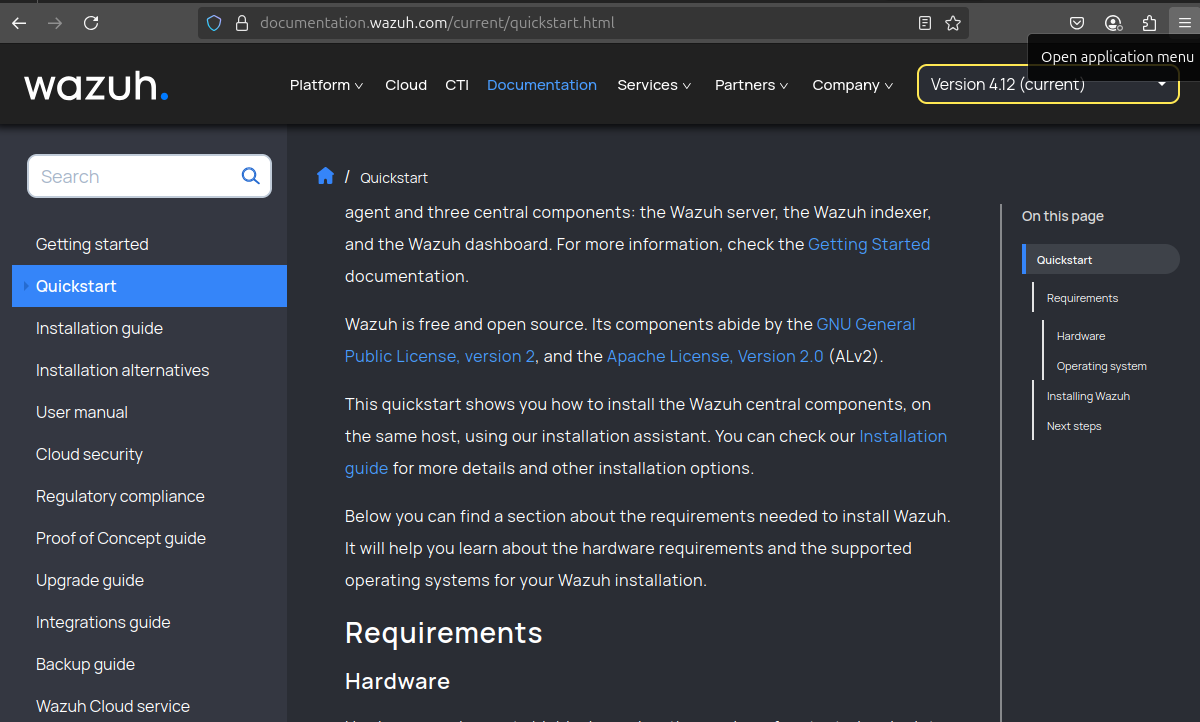 documentation.wazuh.com/current/quickstart.html
Open application menu
wazuh.
Platform
Cloud
CTI
Documentation
Services
Partners
Company
Version 4.12 (current)
Search
Getting started
Quickstart
Installation guide
Installation alternatives
User manual
Cloud security
Regulatory compliance
Proof of Concept guide
Upgrade guide
Integrations guide
Backup guide
Wazuh Cloud service
/ Quickstart
agent and three central components: the Wazuh server, the Wazuh indexer,
and the Wazuh dashboard. For more information, check the Getting Started
documentation.
Wazuh is free and open source. Its components abide by the GNU General
Public License, version 2, and the Apache License, Version 2.0 (ALv2).
This quickstart shows you how to install the Wazuh central components, on
the same host, using our installation assistant. You can check our Installation
guide for more details and other installation options.
Below you can find a section about the requirements needed to install Wazuh.
It will help you learn about the hardware requirements and the supported
operating systems for your Wazuh installation.
Requirements
Hardware
On this page
Quickstart
Requirements
Hardware
Operating system
Installing Wazuh
Next steps